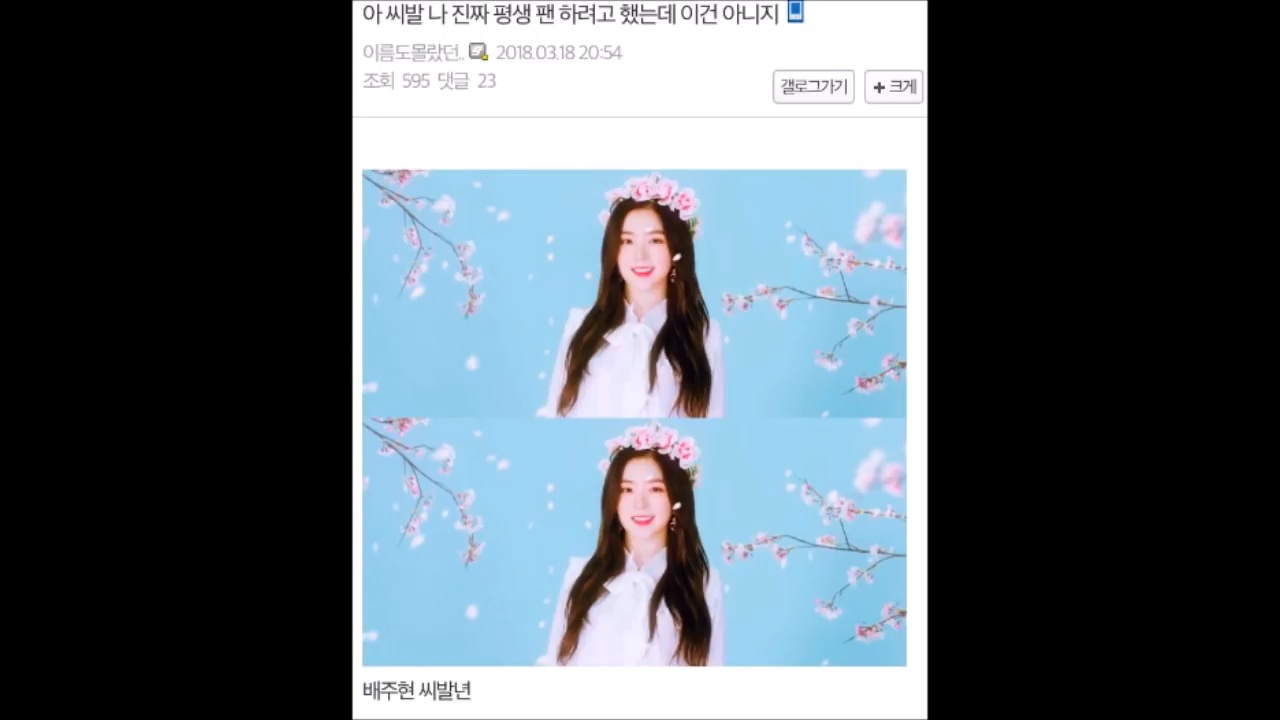 아 씨발 나 진짜 평생 팬 하려고 했는데 이건 아니지
이름도몰랐던.. 2018.03.18 20:54
조회 595 댓글 23
갤로그가기 + 크게
배주현 씨발년